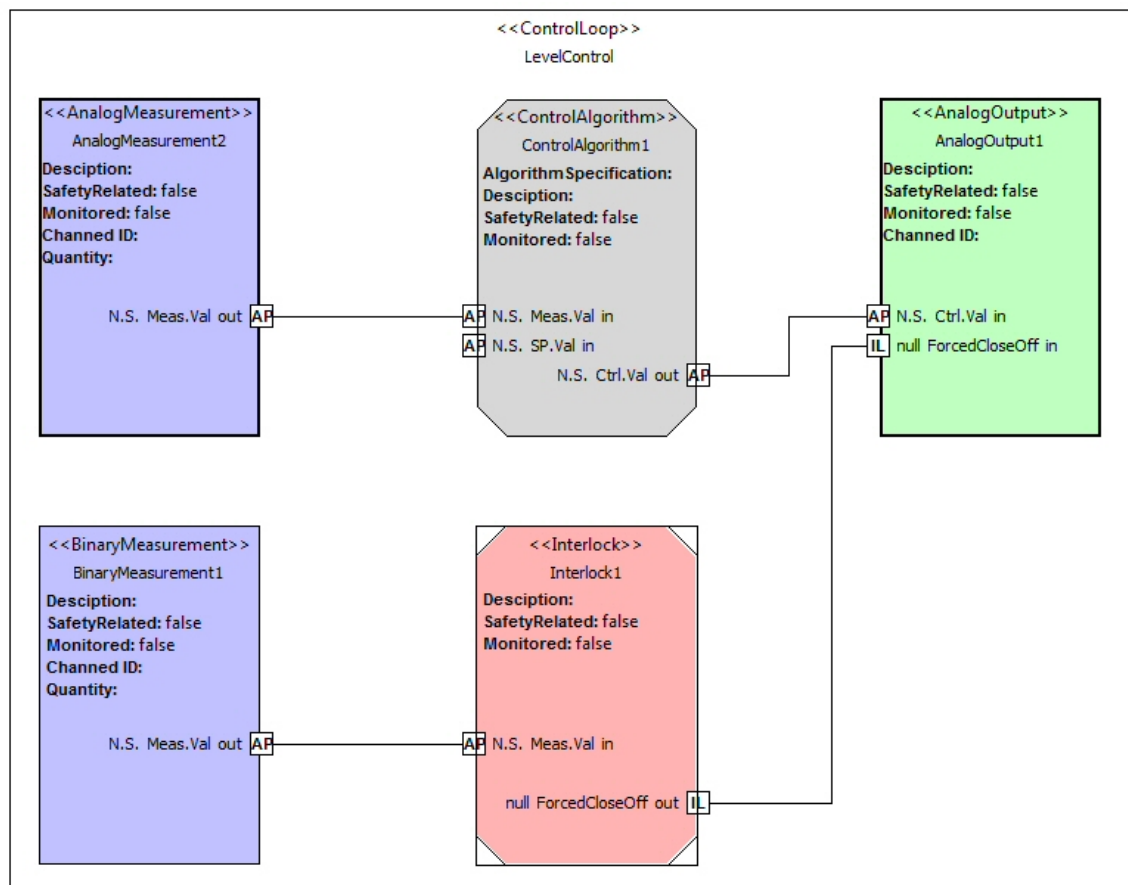 <<ControlLoop>>
LevelControl
<<AnalogMeasurement>>
AnalogMeasurement2
Desciption:
SafetyRelated: false
Monitored: false
Channed ID:
Quantity:
N.S. Meas.Val out AP
<<ControlAlgorithm>>
ControlAlgorithm1
Algorithm Specification:
Desciption:
SafetyRelated: false
Monitored: false
AP N.S. Meas.Val in
AP N.S. SP.Val in
N.S. Ctrl.Val out AP
<<AnalogOutput>>
AnalogOutput1
Desciption:
SafetyRelated: false
Monitored: false
Channed ID:
AP N.S. Ctrl.Val in
IL null ForcedCloseOff in
<<BinaryMeasurement>>
BinaryMeasurement1
Desciption:
SafetyRelated: false
Monitored: false
Channed ID:
Quantity:
N.S. Meas.Val out AP
<<Interlock>>
Interlock1
Desciption:
SafetyRelated: false
Monitored: false
AP N.S. Meas.Val in
null ForcedCloseOff out IL